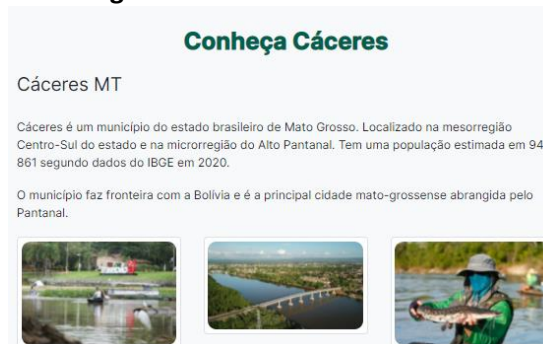 Conheça Cáceres
Cáceres MT
Cáceres é um município do estado brasileiro de Mato Grosso. Localizado na mesorregião
Centro-Sul do estado e na microrregião do Alto Pantanal. Tem uma população estimada em 94
861 segundo dados do IBGE em 2020.
O município faz fronteira com a Bolívia e é a principal cidade mato-grossense abrangida pelo
Pantanal.